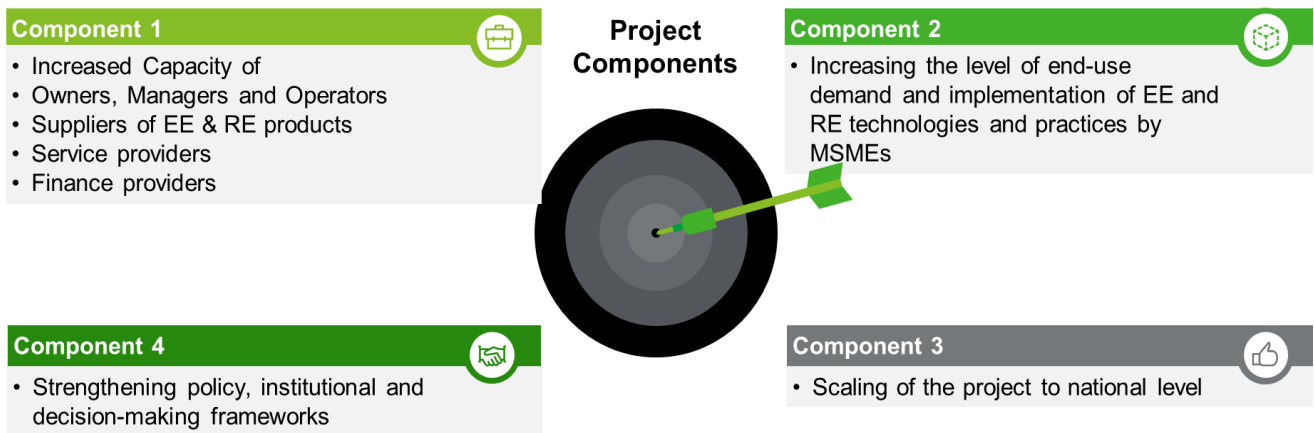 Component 1
• Increased Capacity of
• Owners, Managers and Operators
• Suppliers of EE & RE products
• Service providers
• Finance providers
Project
Components
Component 2
• Increasing the level of end-use
demand and implementation of EE and
RE technologies and practices by
MSMEs
Component 4
• Strengthening policy, institutional and
decision-making frameworks
Component 3
• Scaling of the project to national level